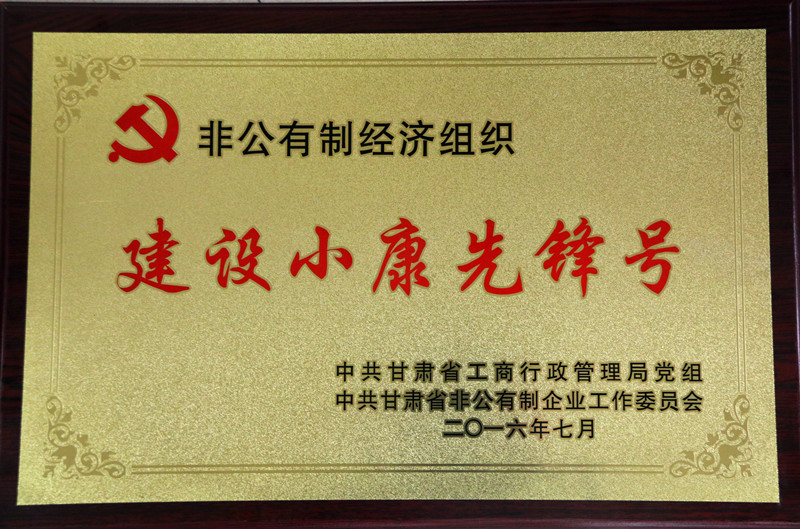 非公有制经济组织
建设小康先锋号
中共甘肃省工商行政管理局党组
中共甘肃省非公有制企业工作委员会
二〇一六年七月